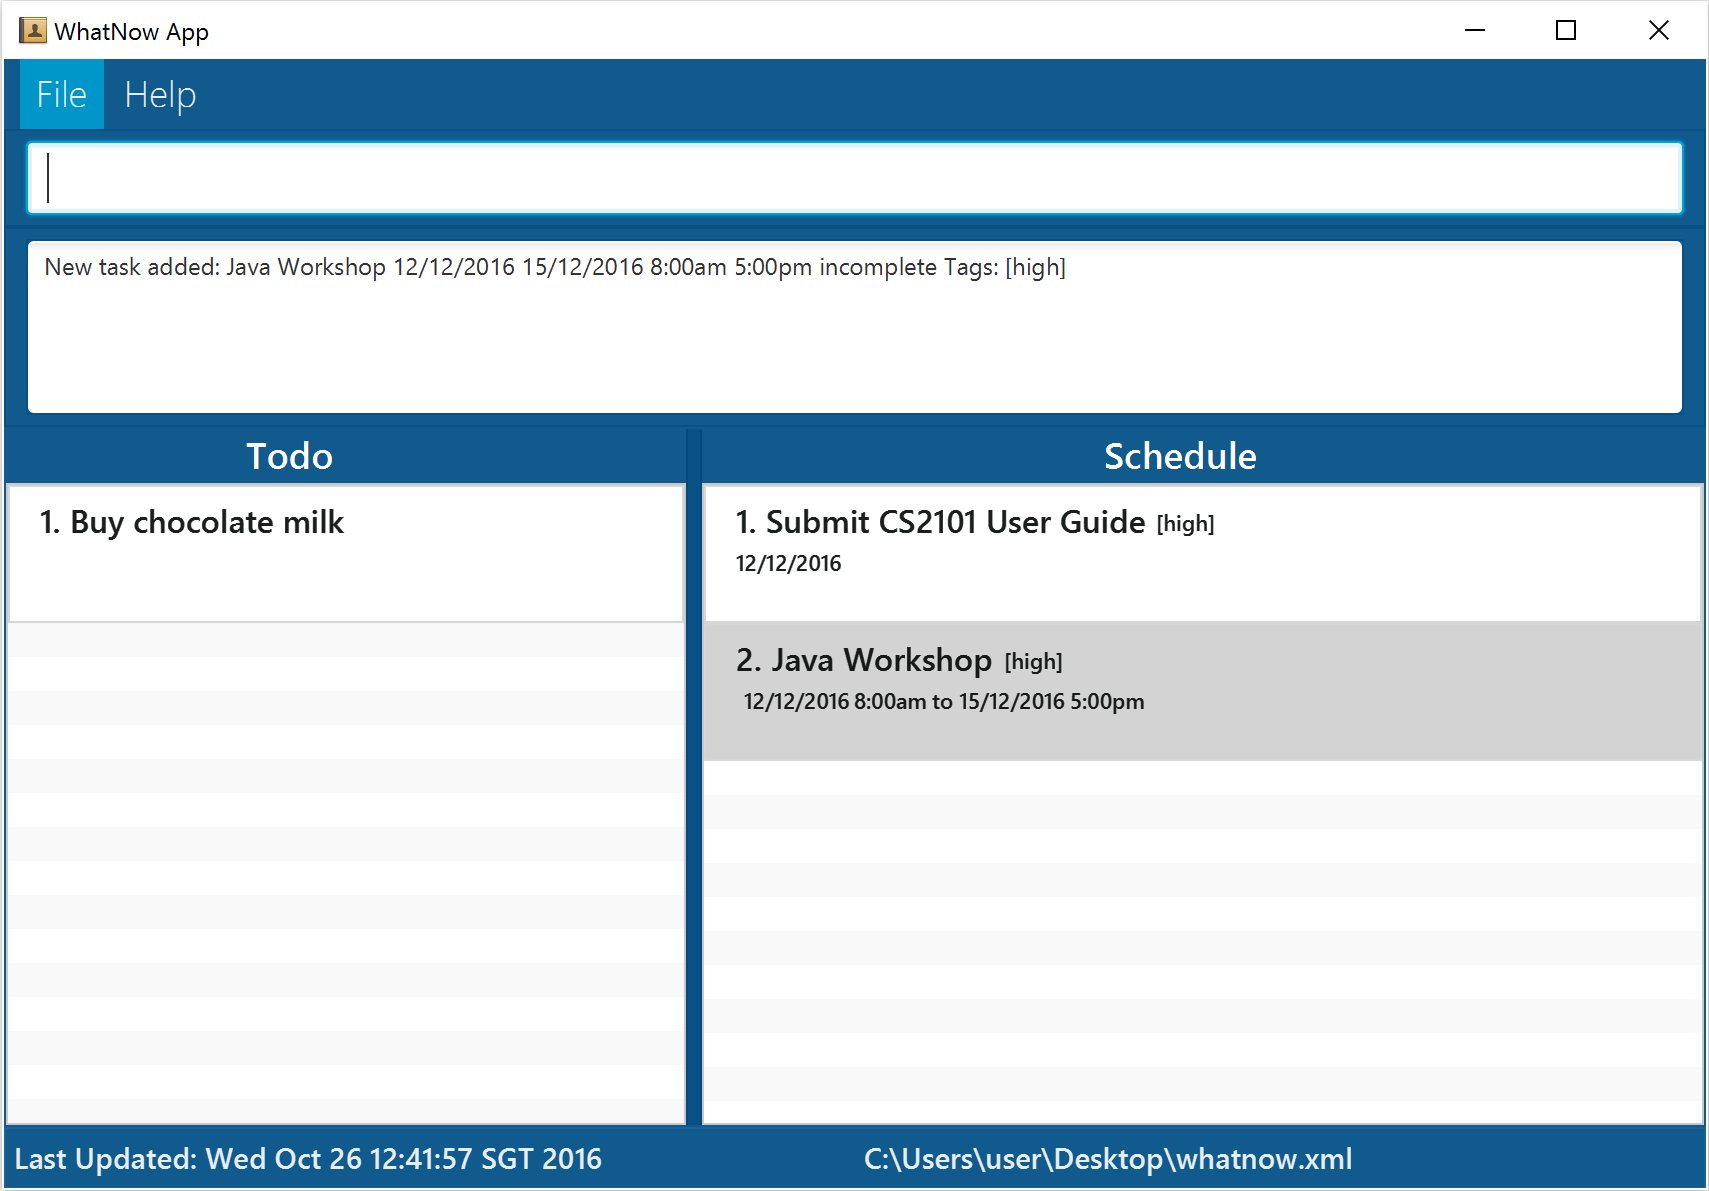 WhatNow App
File Help
New task added: Java Workshop 12/12/2016 15/12/2016 8:00am 5:00pm incomplete Tags: [high]
Todo
1. Buy chocolate milk
Schedule
1. Submit CS2101 User Guide [high]
12/12/2016
2. Java Workshop [high]
12/12/2016 8:00am to 15/12/2016 5:00pm
Last Updated: Wed Oct 26 12:41:57 SGT 2016
C:\Users\user\Desktop\whatnow.xml